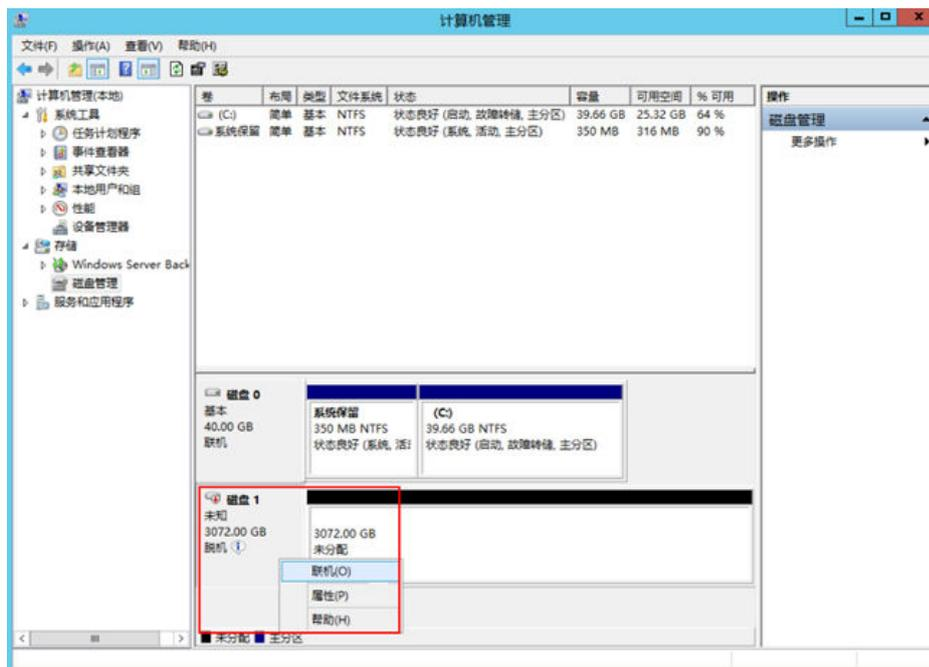 计算机管理
文件(F) 操作(A) 查看(V) 帮助(H)
计算机管理(本地)
系统工具
任务计划程序
事件查看器
共享文件夹
本地用户和组
性能
设备管理器
存储
Windows Server Back
磁盘管理
服务和应用程序
卷 布局 类型 文件系统 状态 容量 可用空间 % 可用
(C:) 简单 基本 NTFS 状态良好 (启动, 故障转储, 主分区) 39.66 GB 25.32 GB 64 %
系统保留 简单 基本 NTFS 状态良好 (系统, 活动, 主分区) 350 MB 316 MB 90 %
操作
磁盘管理
更多操作
磁盘 0
基本
40.00 GB
联机
系统保留
350 MB NTFS
状态良好 (系统, 活动
(C:)
39.66 GB NTFS
状态良好 (启动, 故障转储, 主分区)
磁盘 1
未知
3072.00 GB
脱机
3072.00 GB
未分配
联机(O)
属性(P)
帮助(H)
未分配 主分区